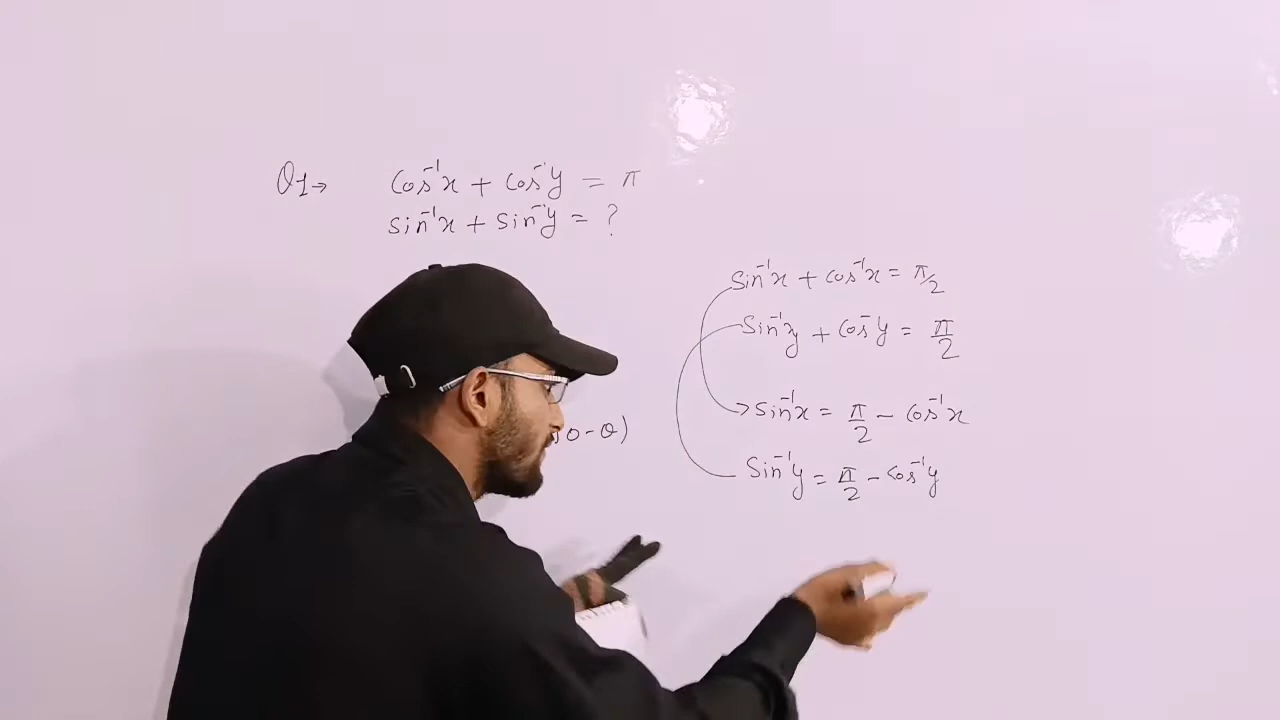 Q1→ cos⁻¹x + cos⁻¹y = π
sin⁻¹x + sin⁻¹y = ?
sin⁻¹x + cos⁻¹x = π/2
sin⁻¹y + cos⁻¹y = π/2
sin⁻¹x = π/2 - cos⁻¹x
- θ)
sin⁻¹y = π/2 - cos⁻¹y